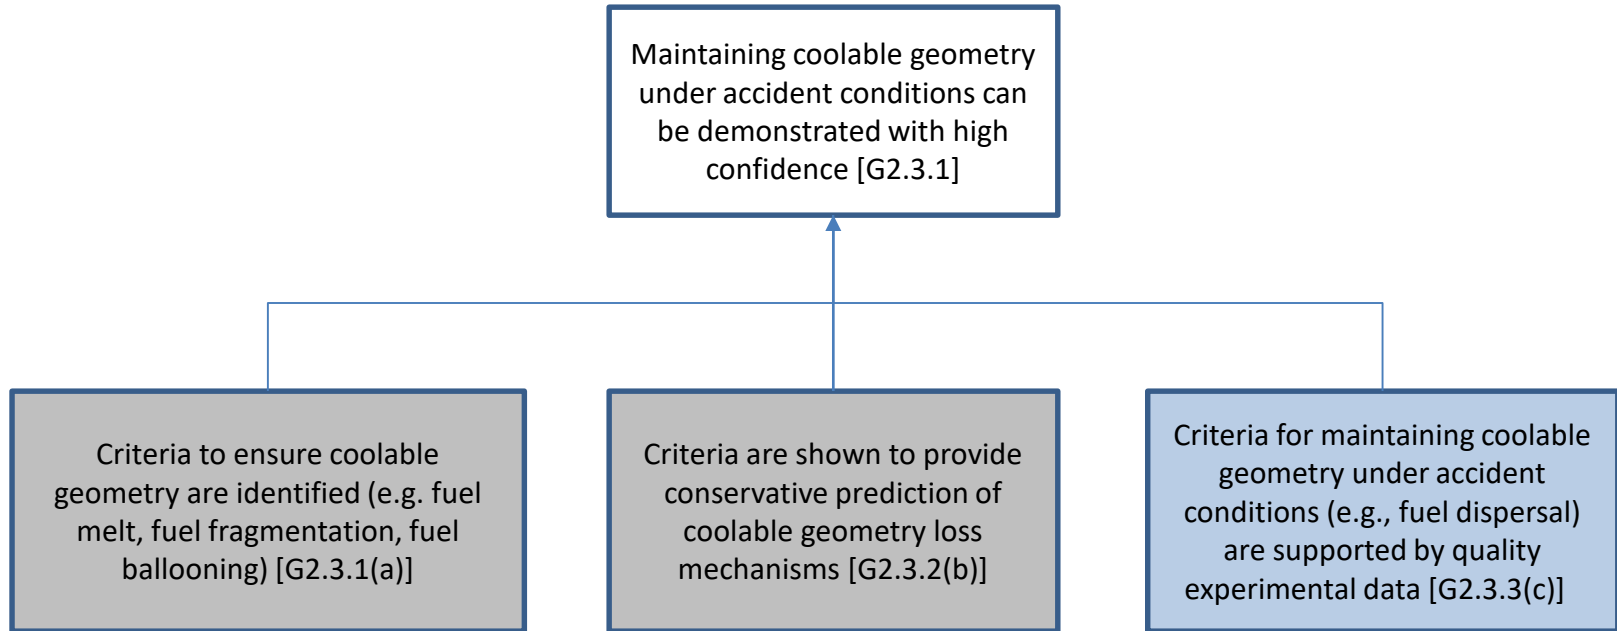 Maintaining coolable geometry
under accident conditions can
be demonstrated with high
confidence [G2.3.1]
Criteria to ensure coolable
geometry are identified (e.g. fuel
melt, fuel fragmentation, fuel
ballooning) [G2.3.1(a)]
Criteria are shown to provide
conservative prediction of
coolable geometry loss
mechanisms [G2.3.2(b)]
Criteria for maintaining coolable
geometry under accident
conditions (e.g., fuel dispersal)
are supported by quality
experimental data [G2.3.3(c)]